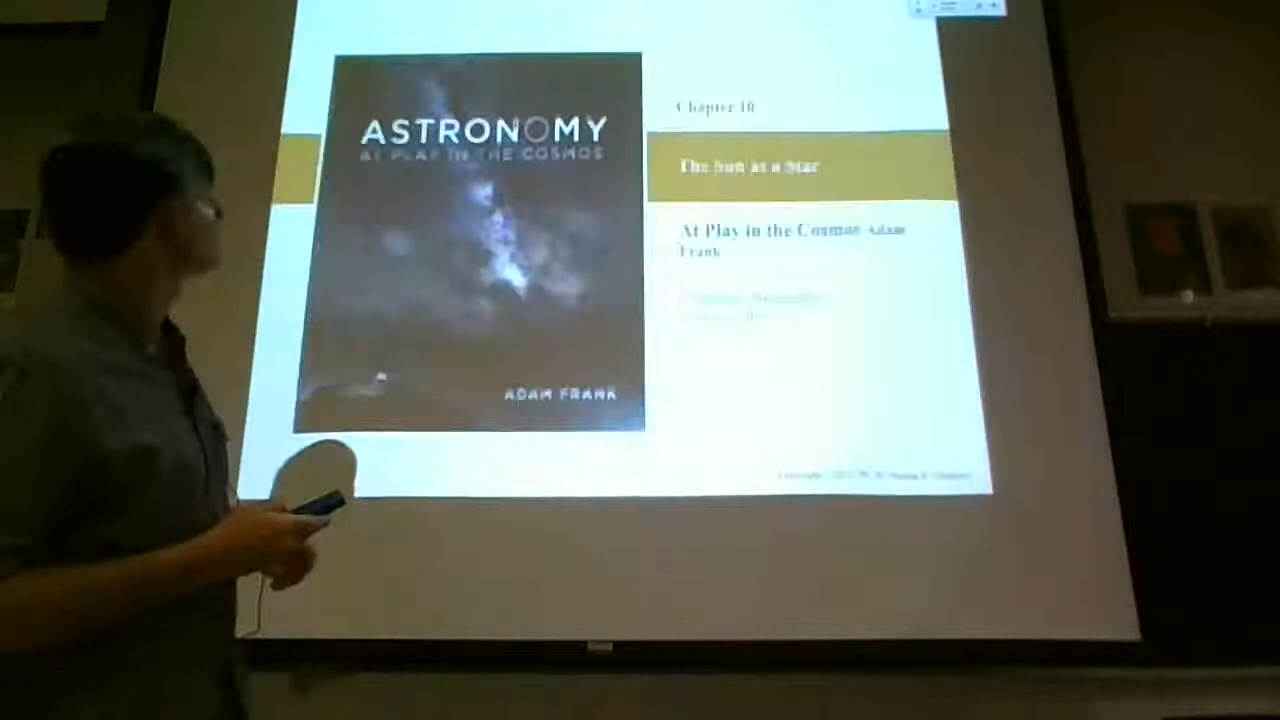 ASTRONOMY
AT PLAY IN THE COSMOS
ADAM FRANK
Chapter 10
The Sun as a Star
At Play in the Cosmos Adam
Frank